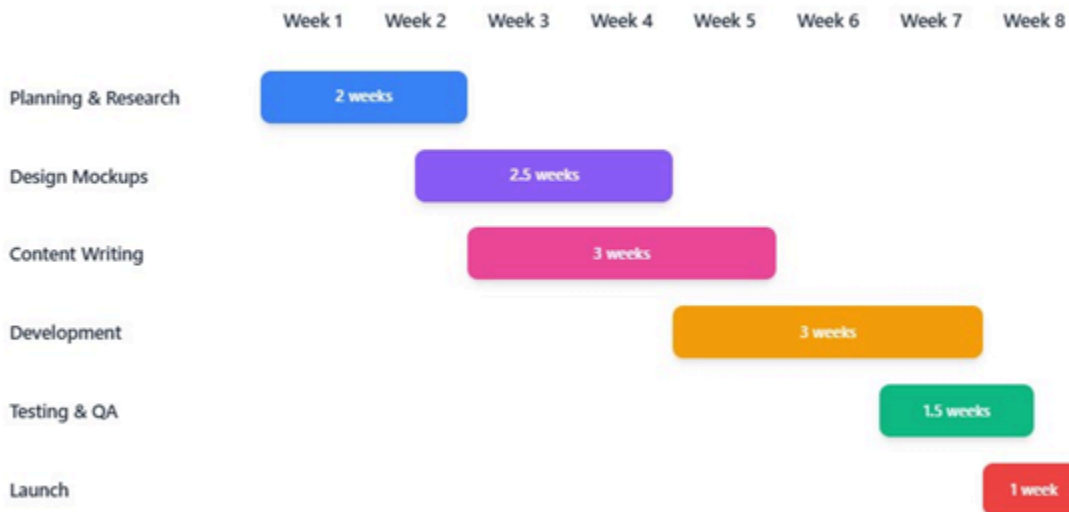 Week 1 Week 2 Week 3 Week 4 Week 5 Week 6 Week 7 Week 8
Planning & Research 2 weeks
Design Mockups 2.5 weeks
Content Writing 3 weeks
Development 3 weeks
Testing & QA 1.5 weeks
Launch 1 week